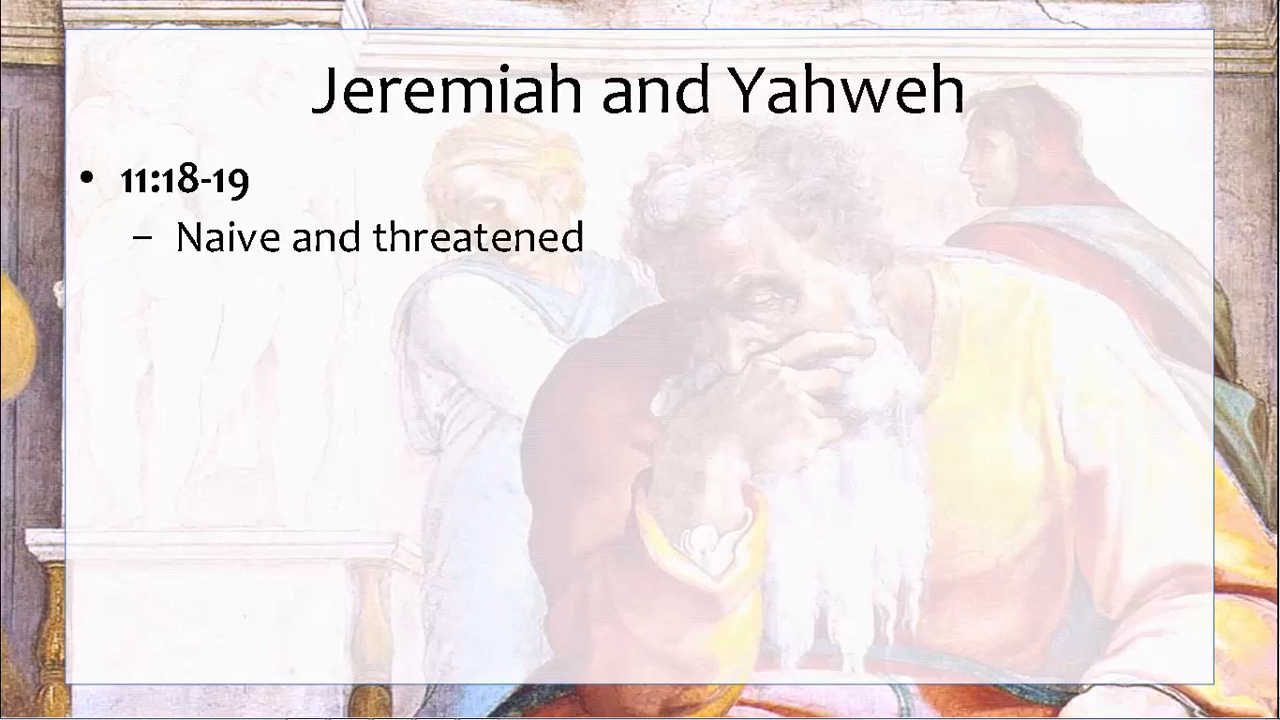 Jeremiah and Yahweh
• 11:18-19
– Naive and threatened